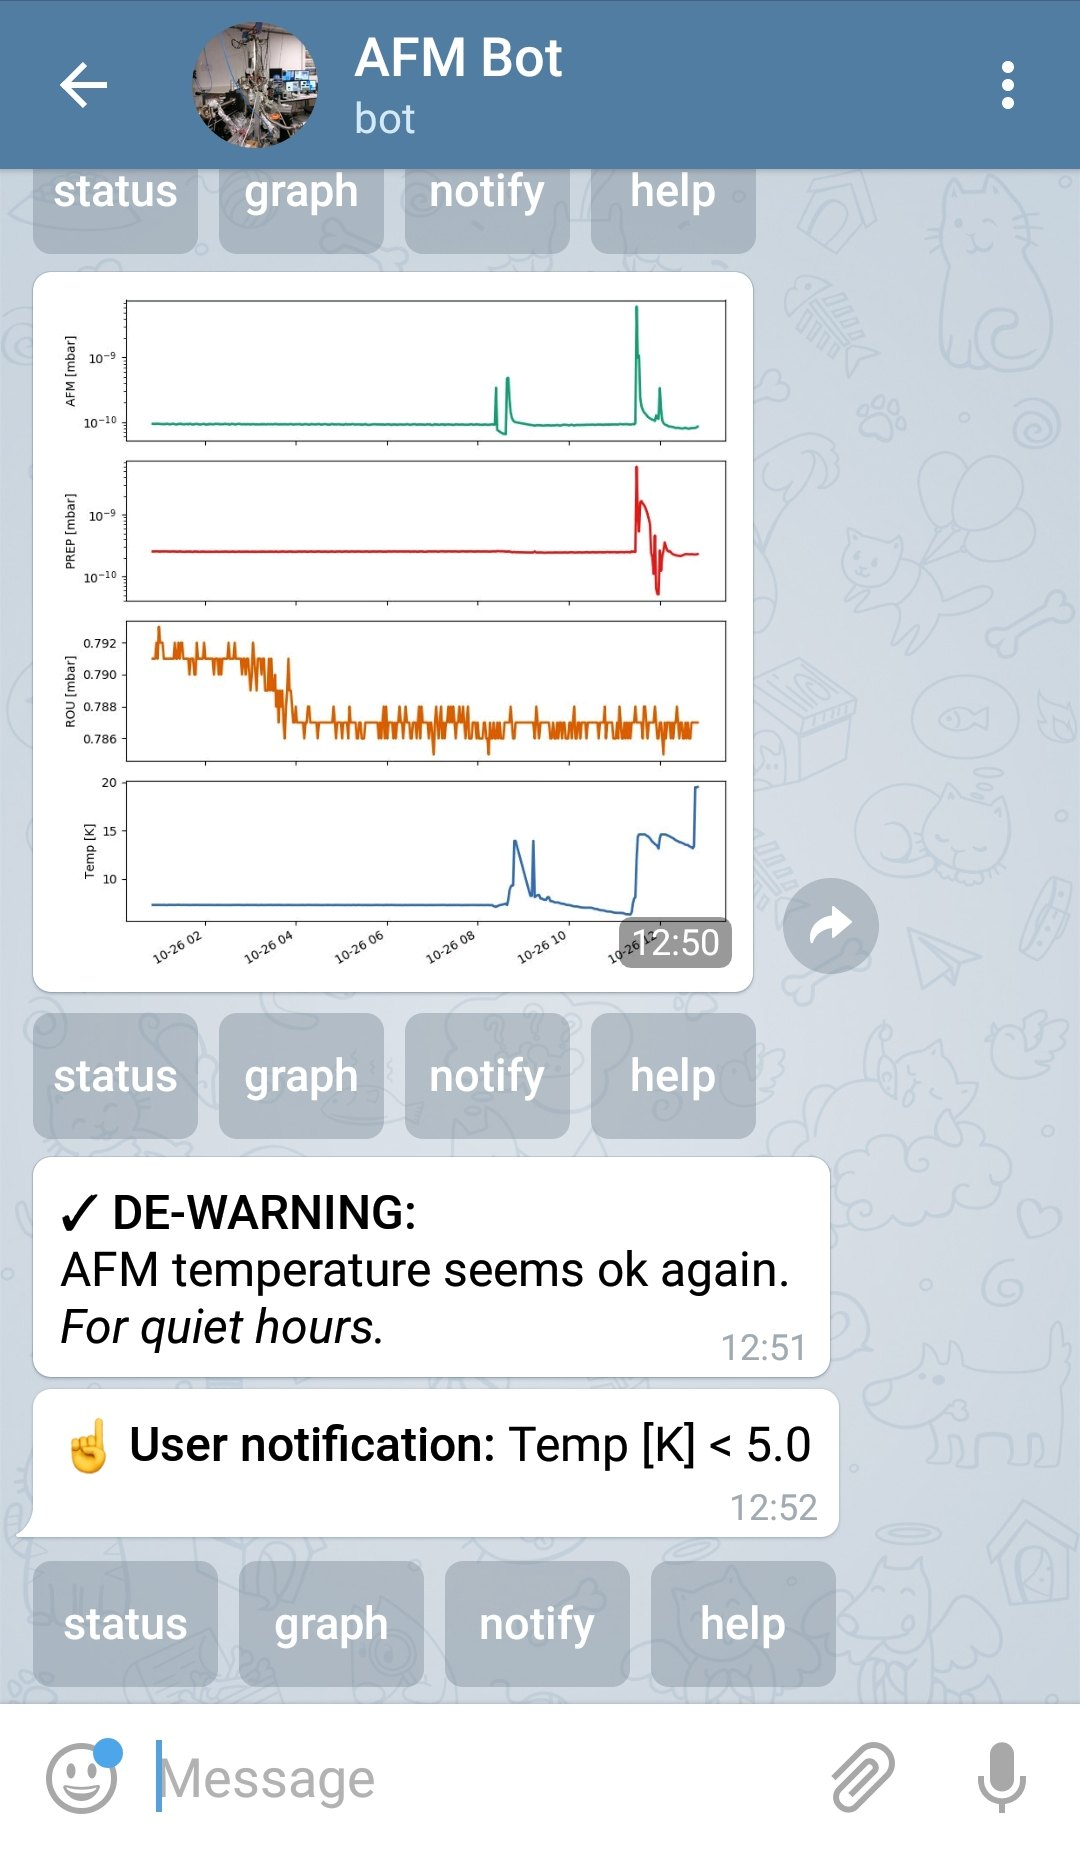 AFM Bot
bot
status graph notify help
AFM [mbar]
10⁻⁹
10⁻¹⁰
PREP [mbar]
10⁻⁹
10⁻¹⁰
ROU [mbar]
0.792
0.790
0.788
0.786
Temp [K]
20
15
10
10-26 02 10-26 04 10-26 06 10-26 08 10-26 10 10-26 12
12:50
status graph notify help
✓ DE-WARNING:
AFM temperature seems ok again.
For quiet hours.
12:51
☝ User notification: Temp [K] < 5.0
12:52
status graph notify help
Message